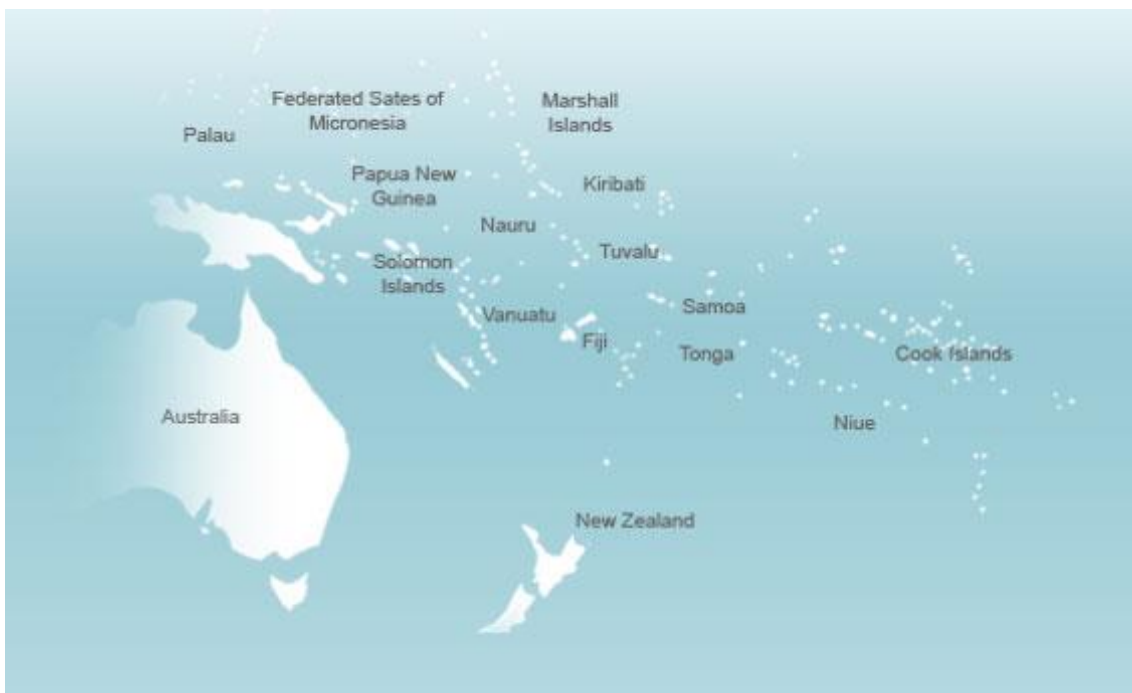 Federated Sates of
Micronesia
Marshall
Islands
Palau
Papua New
Guinea
Kiribati
Nauru
Tuvalu
Solomon
Islands
Samoa
Vanuatu
Fiji
Tonga
Cook Islands
Australia
Niue
New Zealand